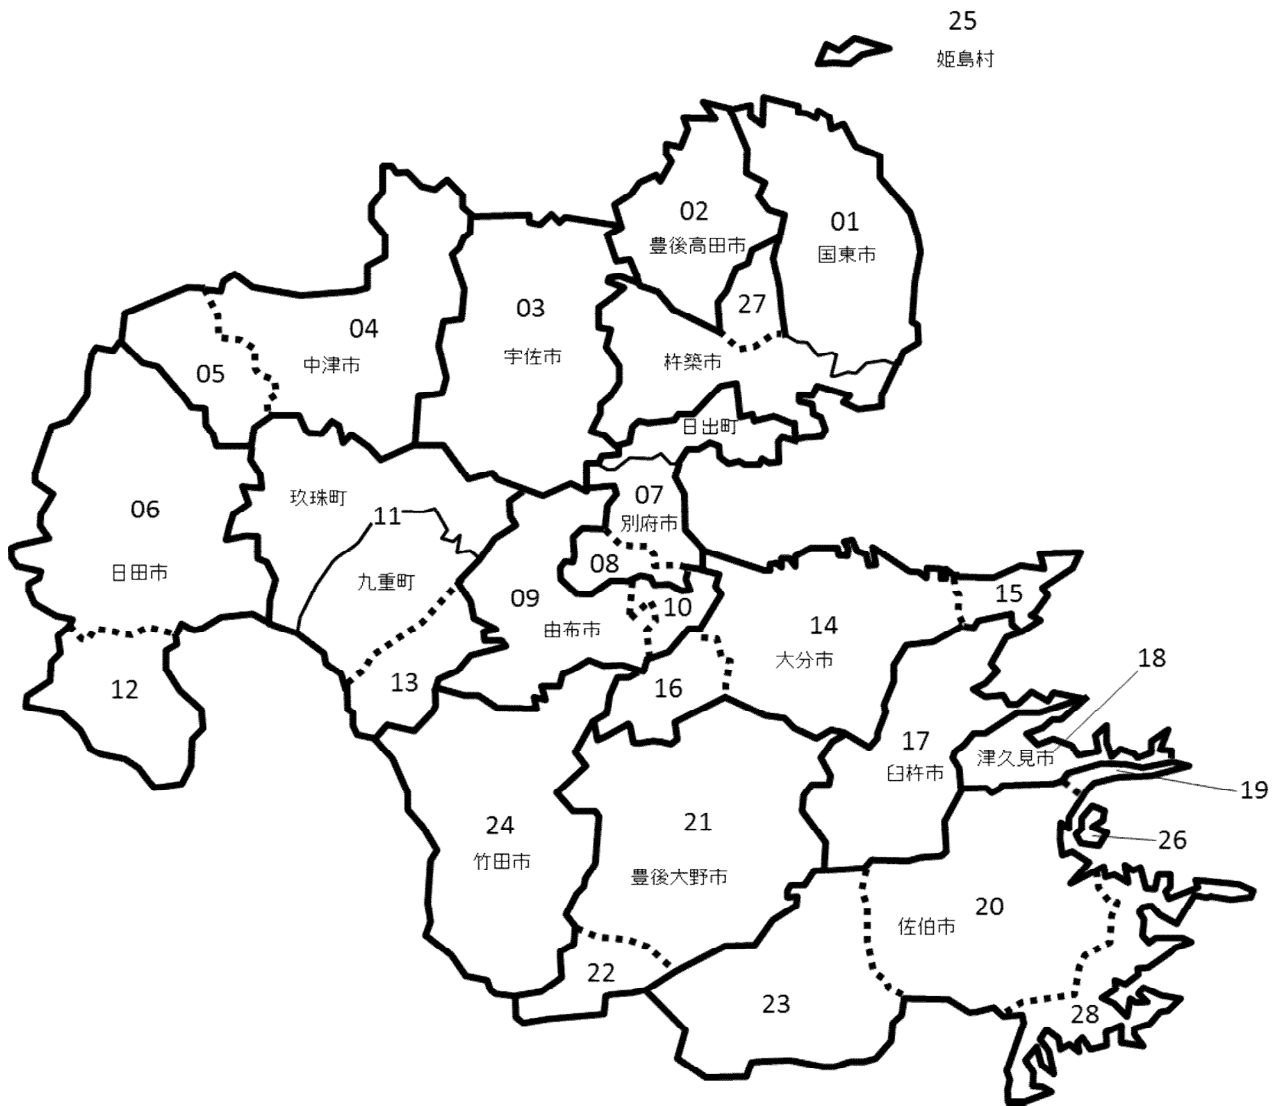 25
姫島村
02
豊後高田市
01
国東市
27
03
宇佐市
04
中津市
05
杵築市
日出町
06
日田市
玖珠町
11
九重町
07
別府市
08
09
由布市
10
12
13
14
大分市
15
16
17
臼杵市
18
津久見市
19
26
24
竹田市
21
豊後大野市
20
佐伯市
22
23
28